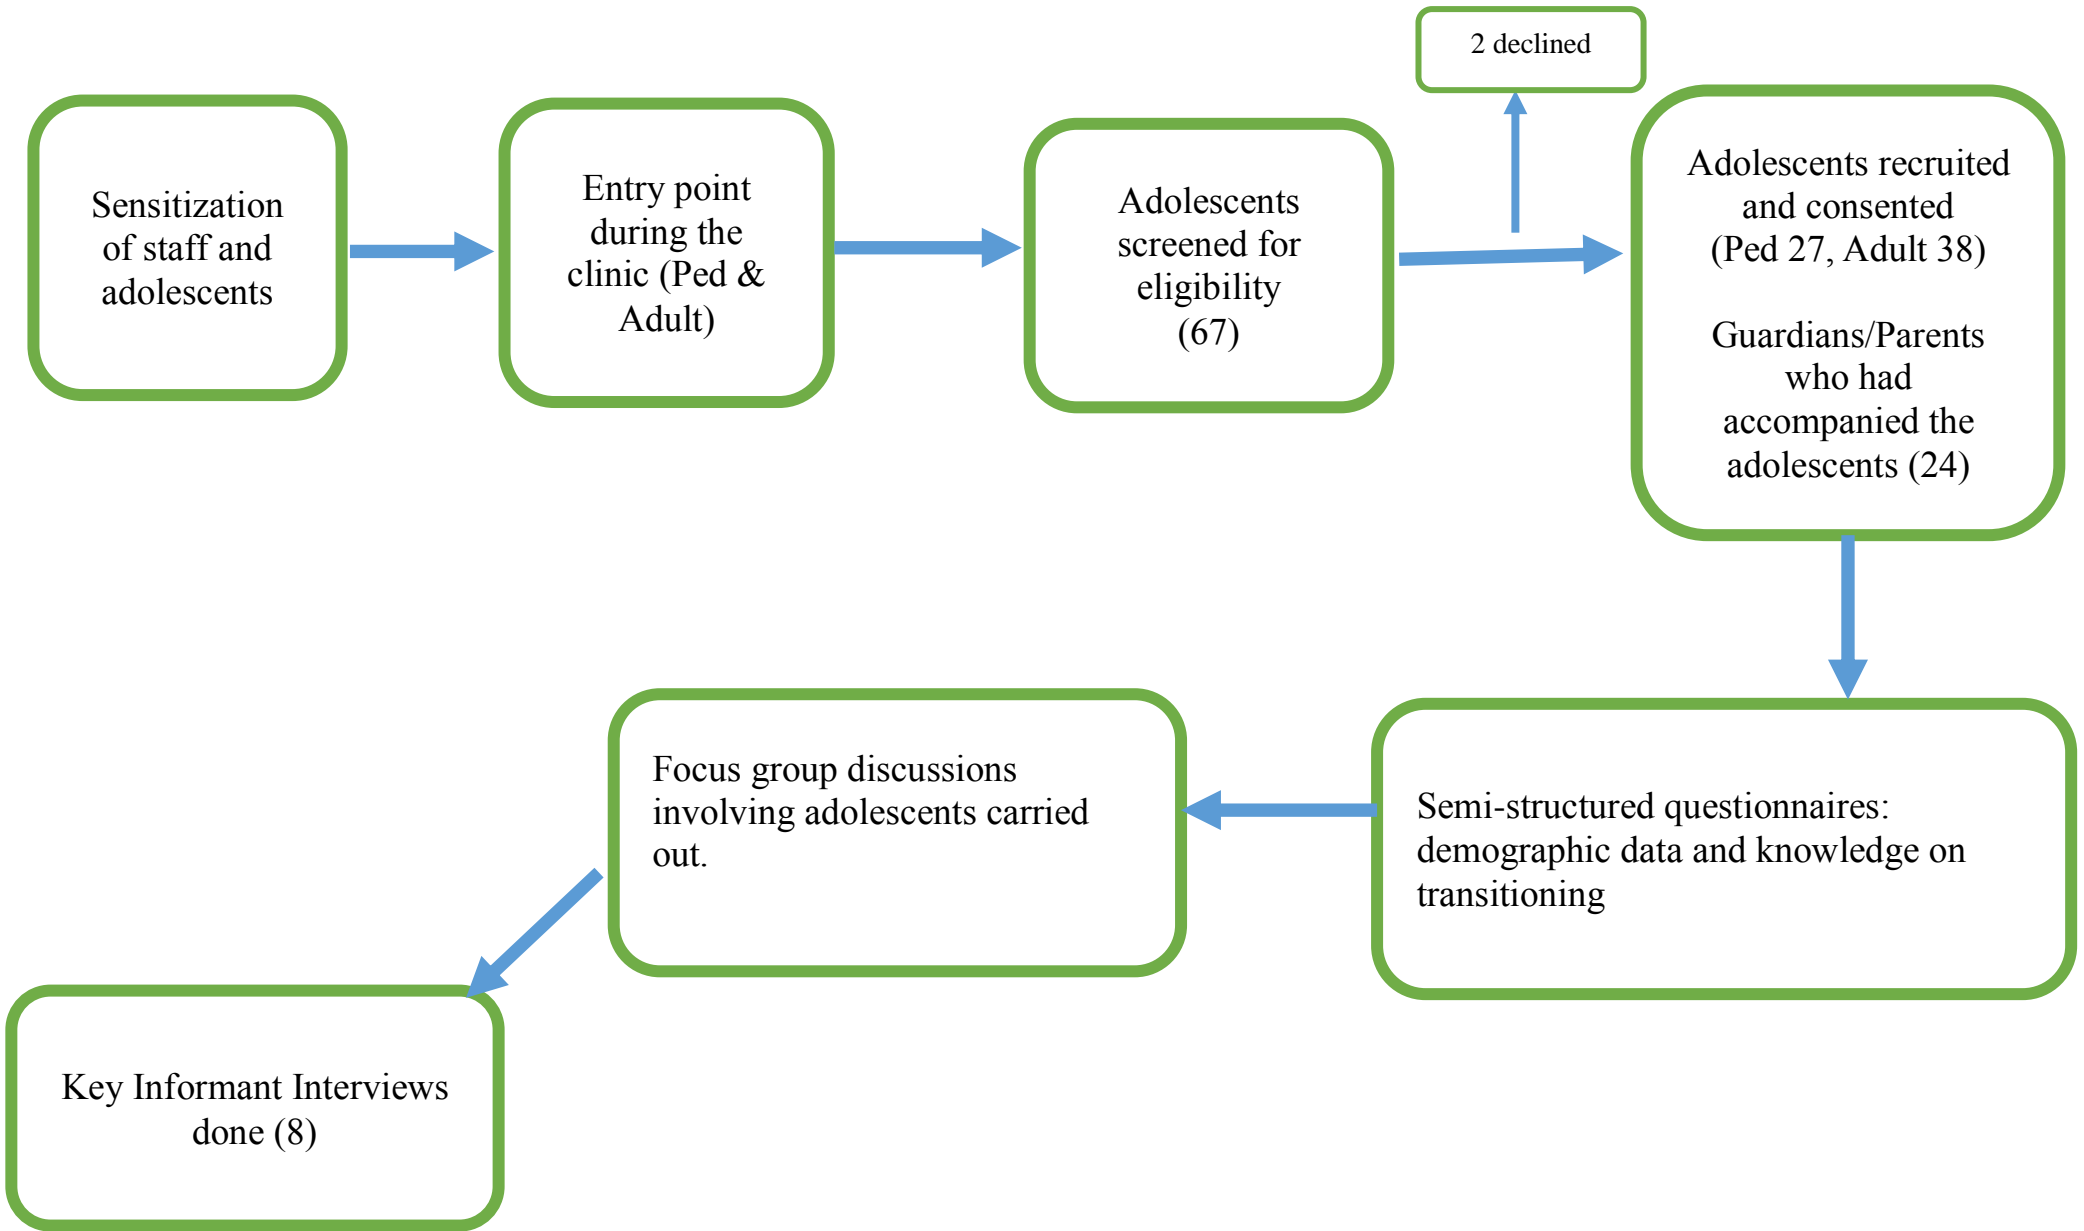 Sensitization
of staff and
adolescents
Entry point
during the
clinic (Ped &
Adult)
Adolescents
screened for
eligibility
(67)
2 declined
Adolescents recruited
and consented
(Ped 27, Adult 38)
Guardians/Parents
who had
accompanied the
adolescents (24)
Semi-structured questionnaires:
demographic data and knowledge on
transitioning
Focus group discussions
involving adolescents carried
out.
Key Informant Interviews
done (8)